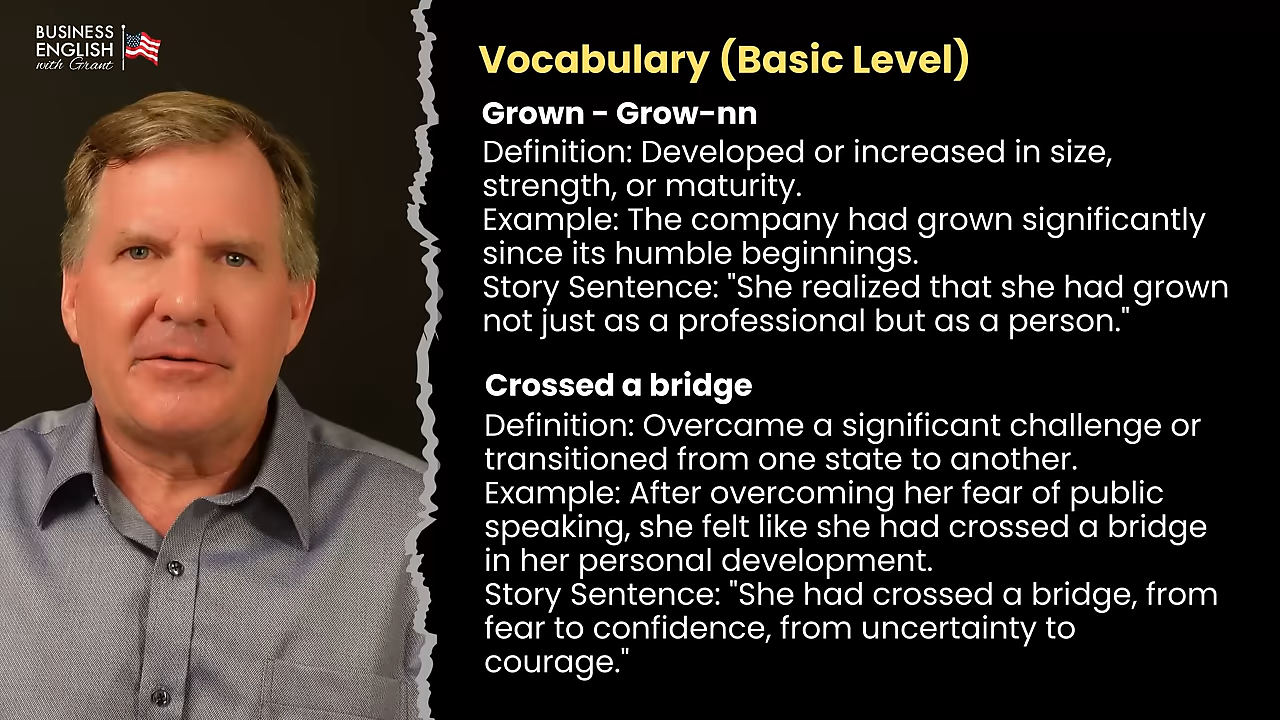 BUSINESS
ENGLISH
with Grant
Vocabulary (Basic Level)
Grown - Grow-nn
Definition: Developed or increased in size,
strength, or maturity.
Example: The company had grown significantly
since its humble beginnings.
Story Sentence: "She realized that she had grown
not just as a professional but as a person."
Crossed a bridge
Definition: Overcame a significant challenge or
transitioned from one state to another.
Example: After overcoming her fear of public
speaking, she felt like she had crossed a bridge
in her personal development.
Story Sentence: "She had crossed a bridge, from
fear to confidence, from uncertainty to
courage."